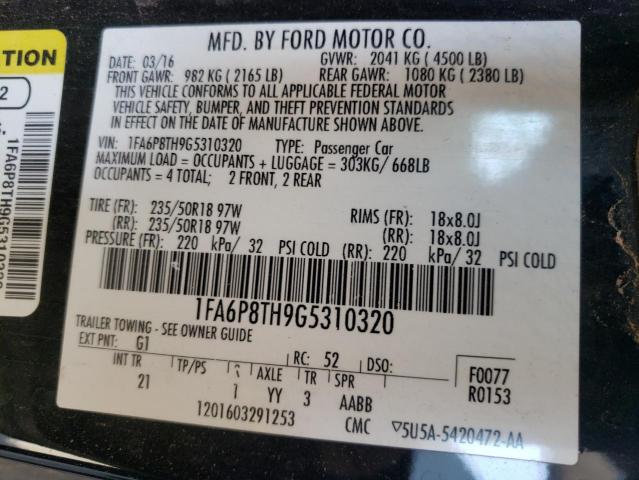 MFD. BY FORD MOTOR CO.
DATE: 03/16 GVWR: 2041 KG ( 4500 LB)
FRONT GAWR: 982 KG ( 2165 LB) REAR GAWR: 1080 KG ( 2380 LB)
THIS VEHICLE CONFORMS TO ALL APPLICABLE FEDERAL MOTOR
VEHICLE SAFETY, BUMPER, AND THEFT PREVENTION STANDARDS
IN EFFECT ON THE DATE OF MANUFACTURE SHOWN ABOVE.
VIN: 1FA6P8TH9G5310320 TYPE: Passenger Car
MAXIMUM LOAD = OCCUPANTS + LUGGAGE = 303KG/ 668LB
OCCUPANTS = 4 TOTAL; 2 FRONT, 2 REAR
TIRE (FR): 235/50R18 97W RIMS (FR): 18x8.0J
(RR): 235/50R18 97W (RR): 18x8.0J
PRESSURE (FR): 220 kPa/ 32 PSI COLD (RR): 220 kPa/ 32 PSI COLD
1FA6P8TH9G5310320
TRAILER TOWING - SEE OWNER GUIDE
EXT PNT: G1 RC: 52 DSO:
INT TR TP/PS AXLE TR SPR F0077
21 1 YY 3 AABB R0153
1201603291253 CMC ▽5U5A-5420472-AA
TION
2
1FA6P8TH9G5310320